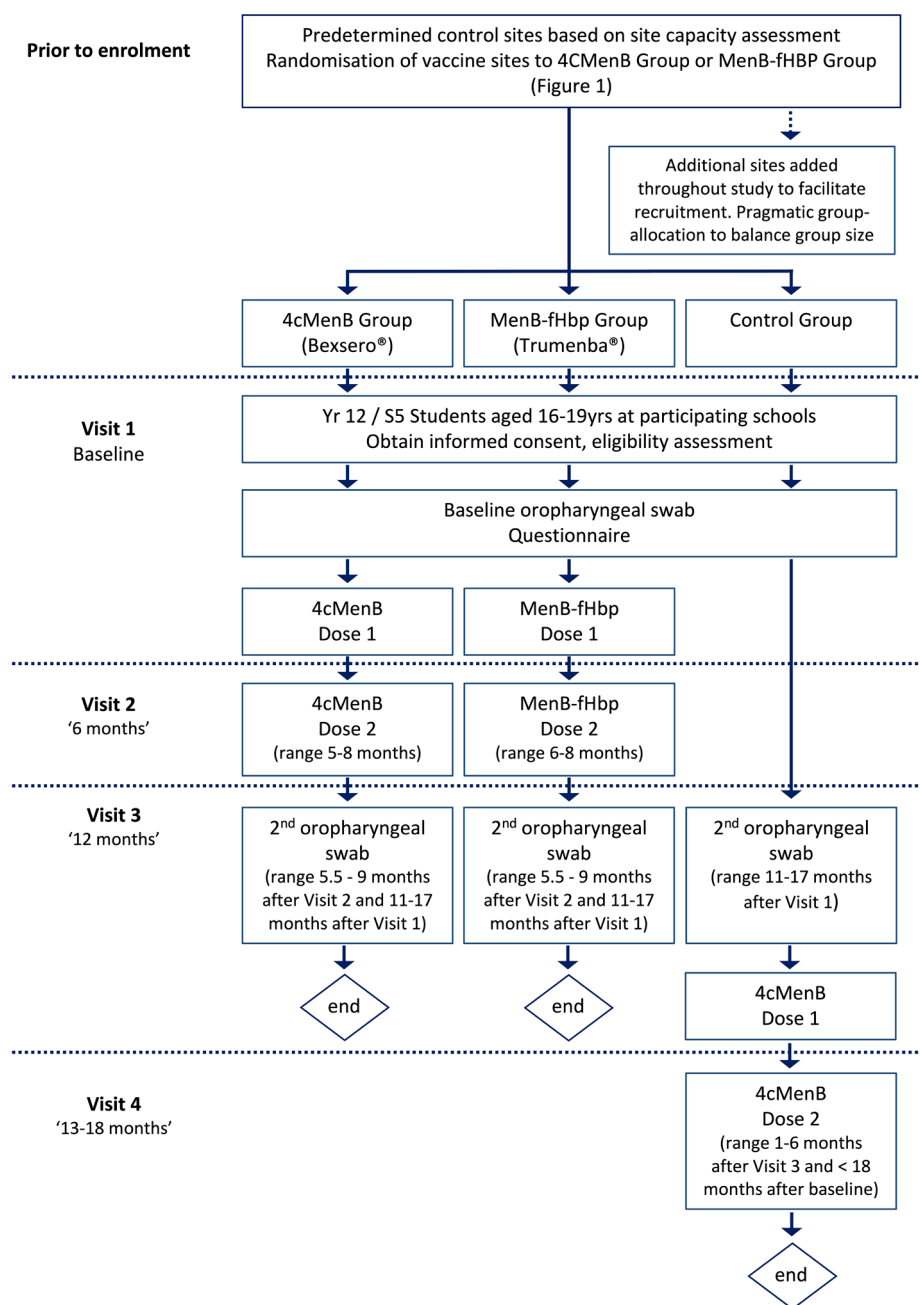 Prior to enrolment
Predetermined control sites based on site capacity assessment
Randomisation of vaccine sites to 4CMenB Group or MenB-fHBP Group
(Figure 1)
Additional sites added
throughout study to facilitate
recruitment. Pragmatic group-
allocation to balance group size
4cMenB Group
(Bexsero®)
MenB-fHbp Group
(Trumenba®)
Control Group
Visit 1
Baseline
Yr 12 / S5 Students aged 16-19yrs at participating schools
Obtain informed consent, eligibility assessment
Baseline oropharyngeal swab
Questionnaire
4cMenB
Dose 1
MenB-fHbp
Dose 1
Visit 2
‘6 months’
4cMenB
Dose 2
(range 5-8 months)
MenB-fHbp
Dose 2
(range 6-8 months)
Visit 3
‘12 months’
2nd oropharyngeal
swab
(range 5.5 - 9 months
after Visit 2 and 11-17
months after Visit 1)
2nd oropharyngeal
swab
(range 5.5 - 9 months
after Visit 2 and 11-17
months after Visit 1)
2nd oropharyngeal
swab
(range 11-17 months
after Visit 1)
end
end
4cMenB
Dose 1
Visit 4
‘13-18 months’
4cMenB
Dose 2
(range 1-6 months
after Visit 3 and < 18
months after baseline)
end